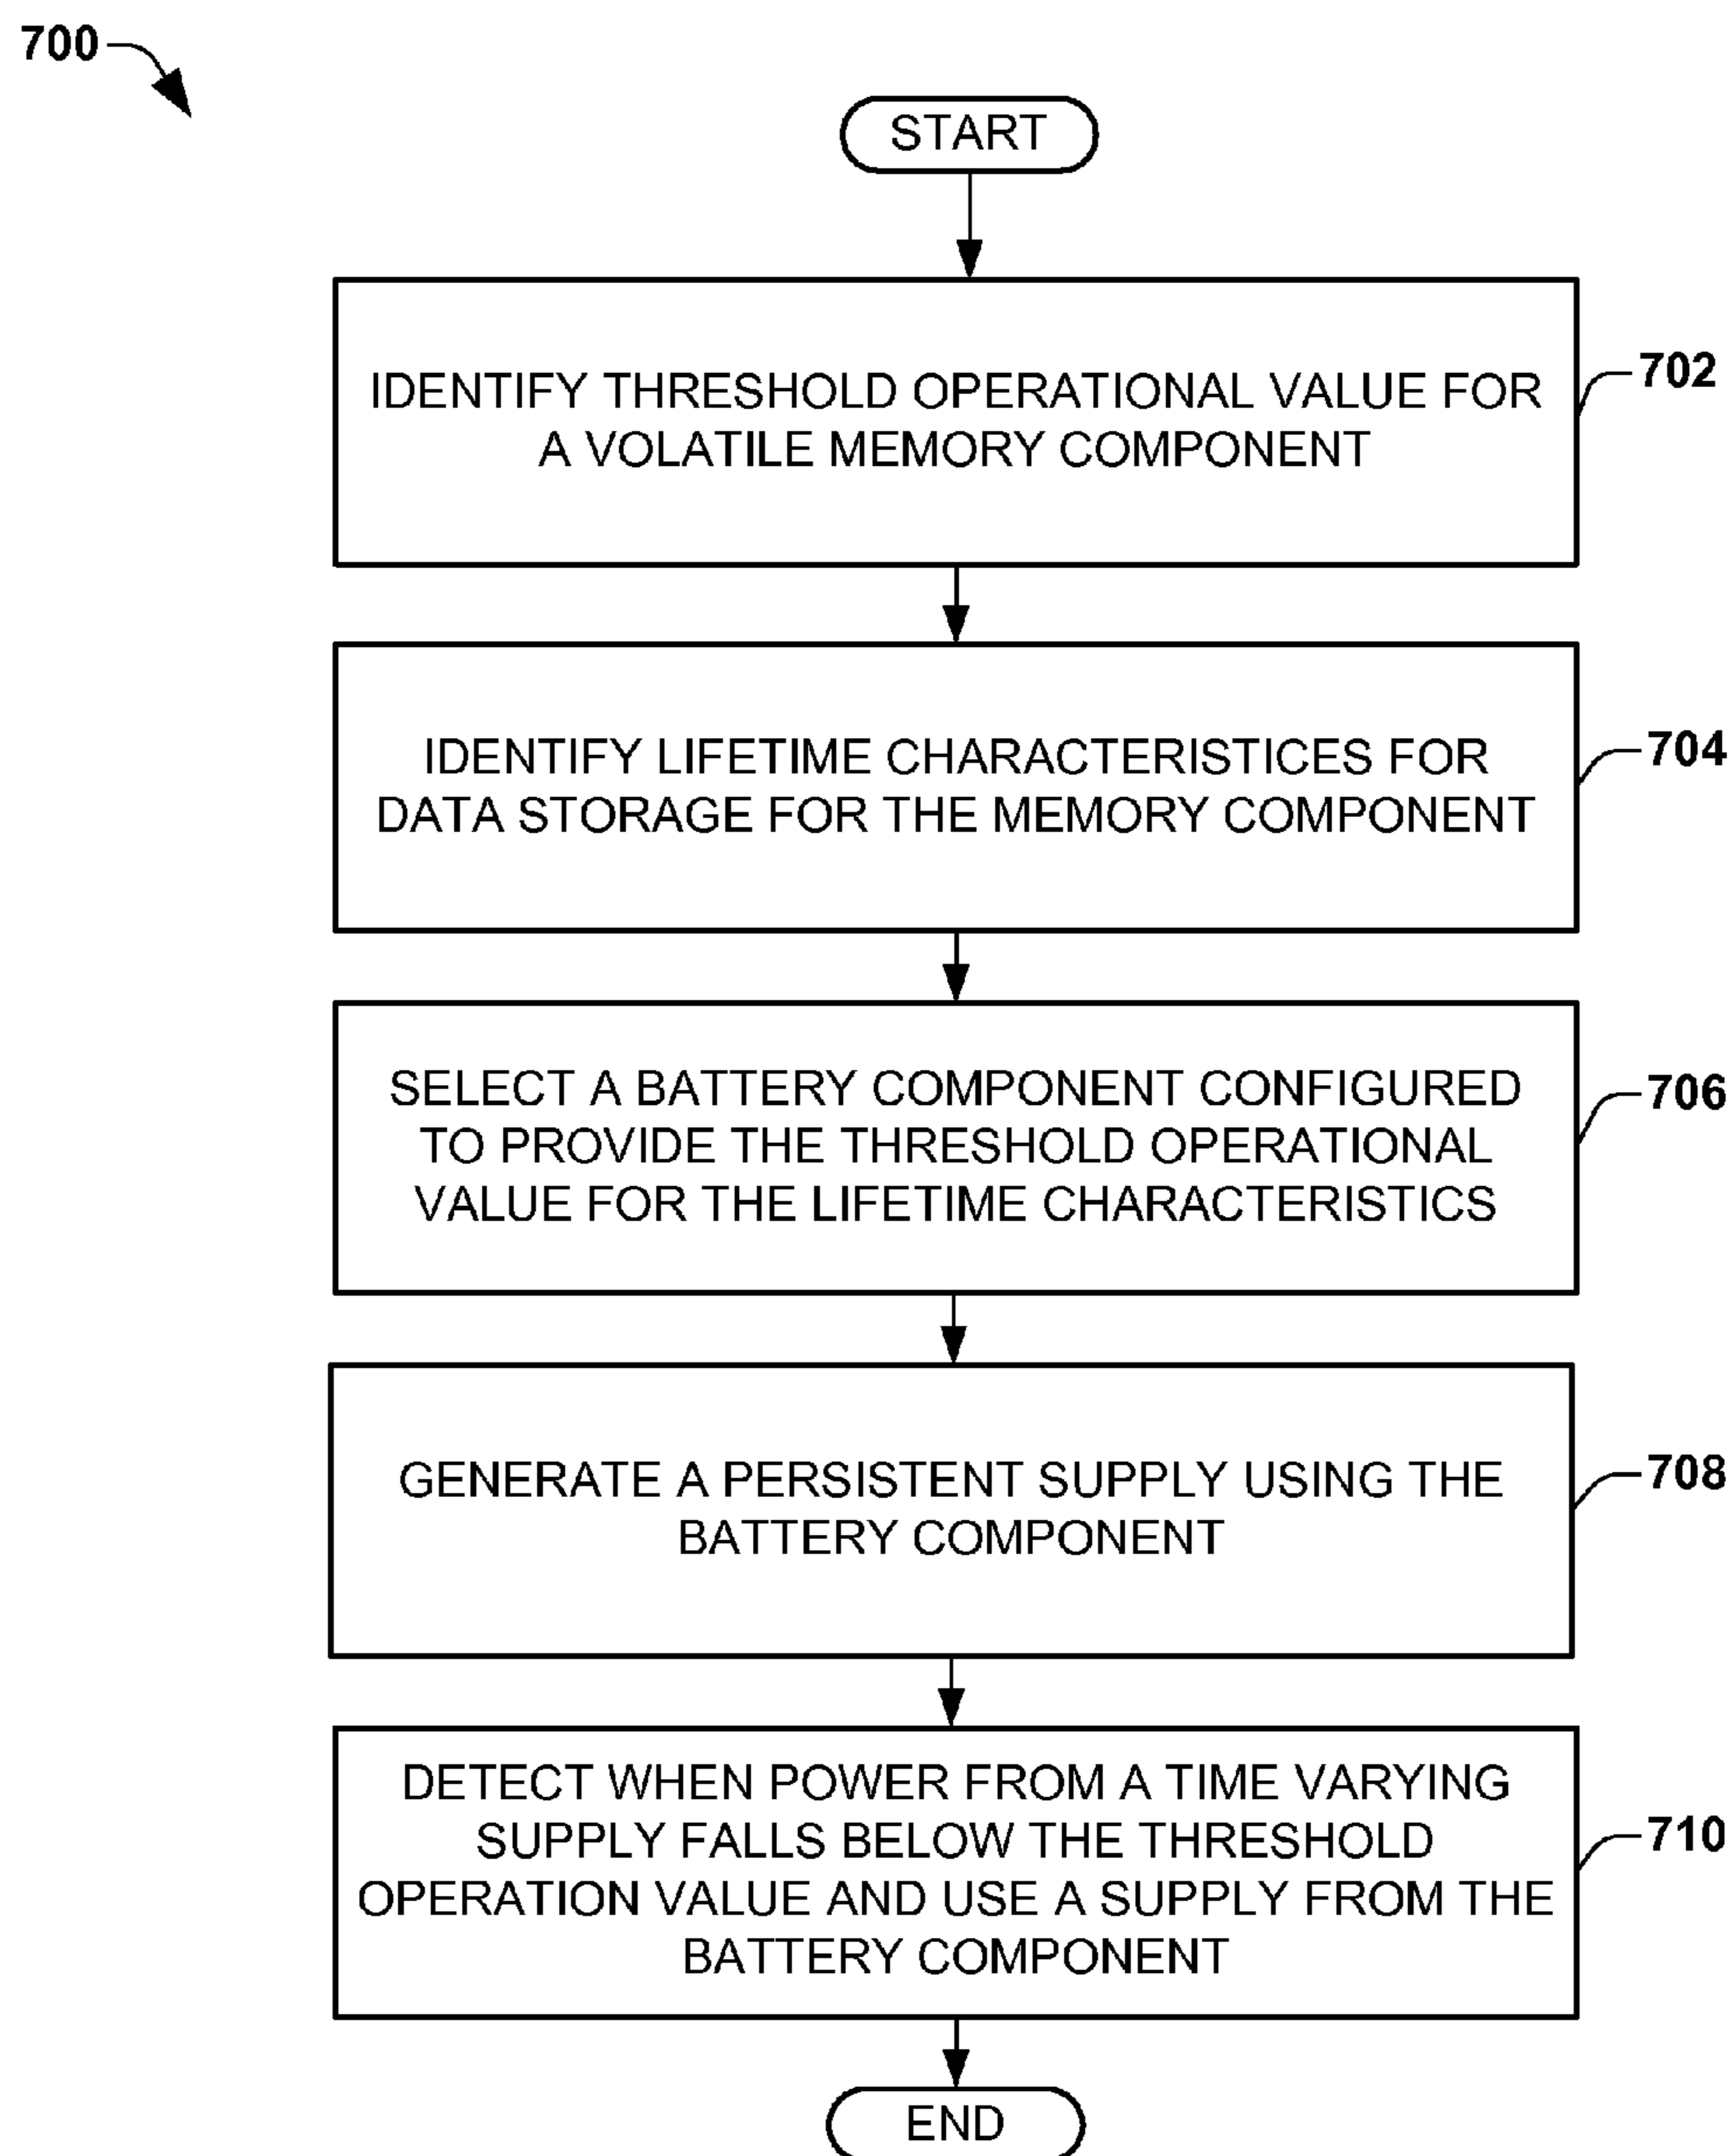 700
START
IDENTIFY THRESHOLD OPERATIONAL VALUE FOR
A VOLATILE MEMORY COMPONENT
702
IDENTIFY LIFETIME CHARACTERISTICES FOR
DATA STORAGE FOR THE MEMORY COMPONENT
704
SELECT A BATTERY COMPONENT CONFIGURED
TO PROVIDE THE THRESHOLD OPERATIONAL
VALUE FOR THE LIFETIME CHARACTERISTICS
706
GENERATE A PERSISTENT SUPPLY USING THE
BATTERY COMPONENT
708
DETECT WHEN POWER FROM A TIME VARYING
SUPPLY FALLS BELOW THE THRESHOLD
OPERATION VALUE AND USE A SUPPLY FROM THE
BATTERY COMPONENT
710
END